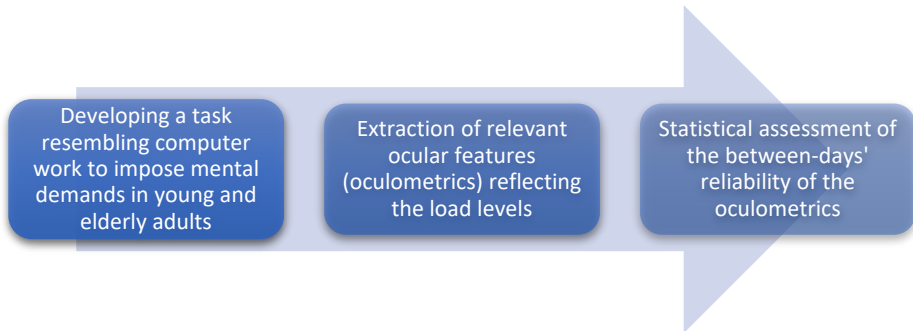 Developing a task
resembling computer
work to impose mental
demands in young and
elderly adults
Extraction of relevant
ocular features
(oculometrics) reflecting
the load levels
Statistical assessment of
the between-days'
reliability of the
oculometrics